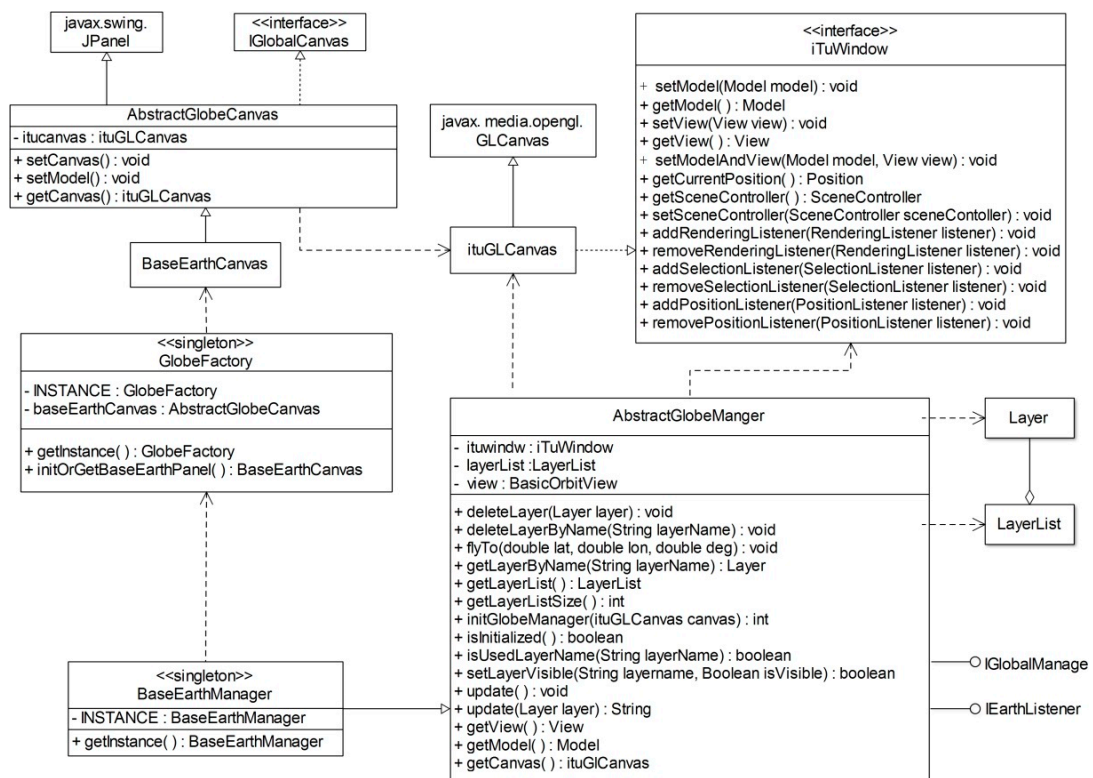 javax.swing.
JPanel
<<interface>>
IGlobalCanvas
AbstractGlobeCanvas
- itucanvas : ituGLCanvas
+ setCanvas() : void
+ setModel() : void
+ getCanvas() : ituGLCanvas
BaseEarthCanvas
<<singleton>>
GlobeFactory
- INSTANCE : GlobeFactory
- baseEarthCanvas : AbstractGlobeCanvas
+ getInstance( ) : GlobeFactory
+ initOrGetBaseEarthPanel( ) : BaseEarthCanvas
<<singleton>>
BaseEarthManager
- INSTANCE : BaseEarthManager
+ getInstance( ) : BaseEarthManager
javax. media.opengl.
GLCanvas
ituGLCanvas
<<interface>>
iTuWindow
+ setModel(Model model) : void
+ getModel( ) : Model
+ setView(View view) : void
+ getView( ) : View
+ setModelAndView(Model model, View view) : void
+ getCurrentPosition( ) : Position
+ getSceneController( ) : SceneController
+ setSceneController(SceneController sceneContoller) : void
+ addRenderingListener(RenderingListener listener) : void
+ removeRenderingListener(RenderingListener listener) : void
+ addSelectionListener(SelectionListener listener) : void
+ removeSelectionListener(SelectionListener listener) : void
+ addPositionListener(PositionListener listener) : void
+ removePositionListener(PositionListener listener) : void
AbstractGlobeManger
- ituwindw : iTuWindow
- layerList :LayerList
- view : BasicOrbitView
+ deleteLayer(Layer layer) : void
+ deleteLayerByName(String layerName) : void
+ flyTo(double lat, double lon, double deg) : void
+ getLayerByName(String layerName) : Layer
+ getLayerList( ) : LayerList
+ getLayerListSize( ) : int
+ initGlobeManager(ituGLCanvas canvas) : int
+ isInitialized( ) : boolean
+ isUsedLayerName(String layerName) : boolean
+ setLayerVisible(String layername, Boolean isVisible) : boolean
+ update( ) : void
+ update(Layer layer) : String
+ getView( ) : View
+ getModel( ) : Model
+ getCanvas( ) : ituGlCanvas
Layer
LayerList
IGlobalManage
IEarthListener